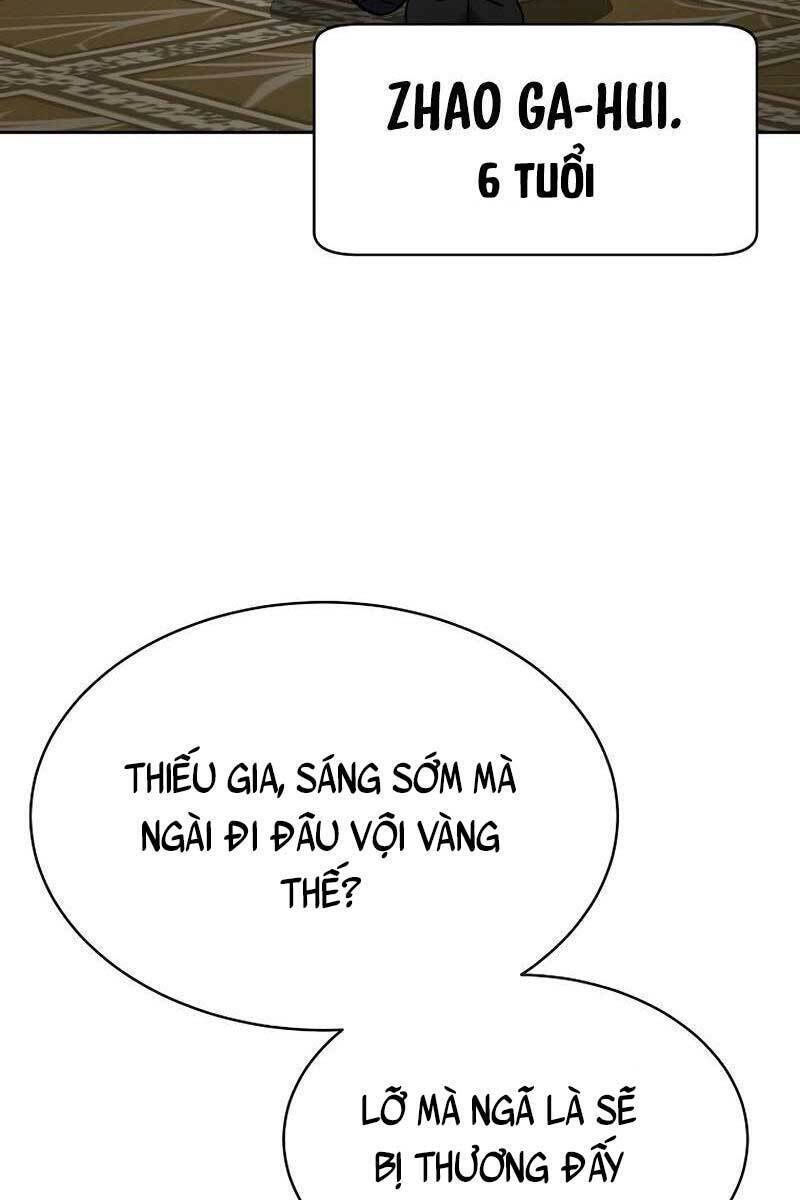 ZHAO GA-HUI.
6 TUỔI
THIẾU GIA, SÁNG SỚM MÀ
NGÀI ĐI ĐÂU VỘI VÀNG
THẾ?
LỠ MÀ NGÃ LÀ SẼ
BỊ THƯƠNG ĐẤY